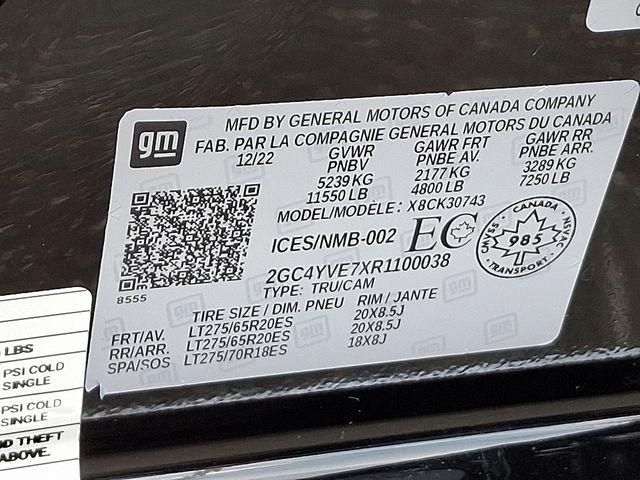 gm
MFD BY GENERAL MOTORS OF CANADA COMPANY
FAB. PAR LA COMPAGNIE GENERAL MOTORS DU CANADA
12/22 GVWR GAWR FRT GAWR RR
PNBV PNBE AV. PNBE ARR.
5239 KG 2177 KG 3289 KG
11550 LB 4800 LB 7250 LB
MODEL/MODÈLE: X8CK30743
ICES/NMB-002 EC
CANADA
CMVSS 985 NSVAC
TRANSPORT
2GC4YVE7XR1100038
TYPE: TRU/CAM
8555
TIRE SIZE / DIM. PNEU RIM / JANTE
FRT/AV. LT275/65R20ES 20X8.5J
RR/ARR. LT275/65R20ES 20X8.5J
SPA/SOS LT275/70R18ES 18X8J
LBS
PSI COLD
SINGLE
PSI COLD
SINGLE
THEFT
ABOVE.